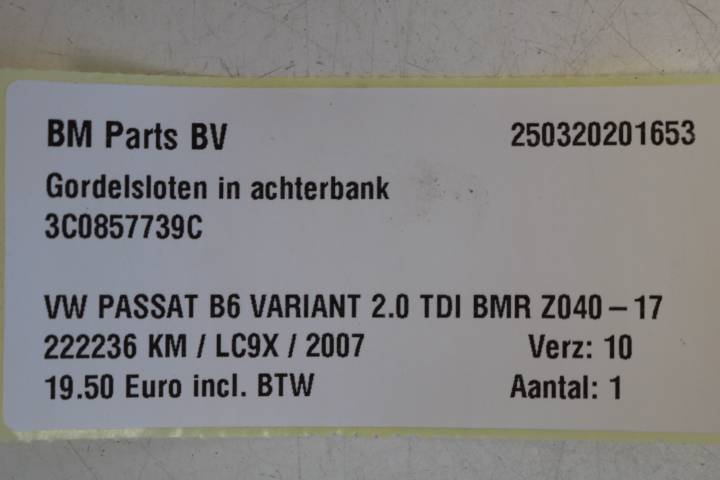 BM Parts BV 250320201653
Gordelsloten in achterbank
3C0857739C
VW PASSAT B6 VARIANT 2.0 TDI BMR Z040-17
222236 KM / LC9X / 2007 Verz: 10
19.50 Euro incl. BTW Aantal: 1